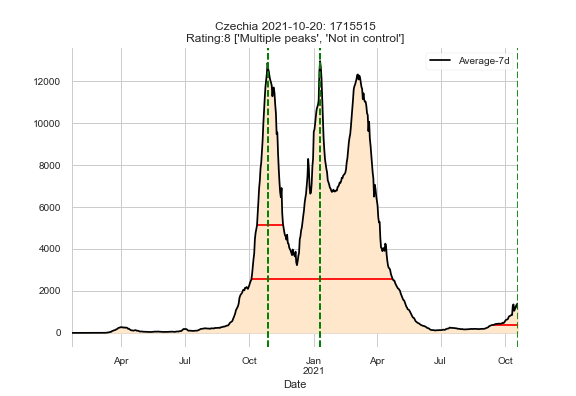 Czechia 2021-10-20: 1715515
Rating:8 ['Multiple peaks', 'Not in control']
Average-7d
12000
10000
8000
6000
4000
2000
0
Apr Jul Oct Jan Apr Jul Oct
2021
Date